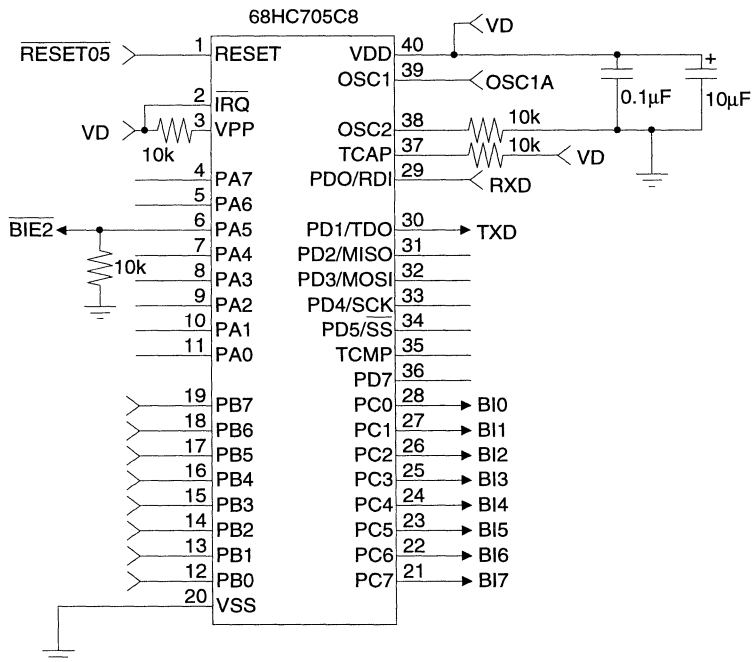 68HC705C8
RESET05 1 RESET
VDD 40 VD
OSC1 39 OSC1A
0.1µF + 10µF
2 IRQ
VD 10k 3 VPP
OSC2 38 10k
TCAP 37 10k VD
4 PA7
PDO/RDI 29 RXD
5 PA6
BIE2 6 PA5
PD1/TDO 30 TXD
7 PA4
PD2/MISO 31
10k
8 PA3
PD3/MOSI 32
9 PA2
PD4/SCK 33
10 PA1
PD5/SS 34
11 PA0
TCMP 35
PD7 36
19 PB7
PC0 28 BI0
18 PB6
PC1 27 BI1
17 PB5
PC2 26 BI2
16 PB4
PC3 25 BI3
15 PB3
PC4 24 BI4
14 PB2
PC5 23 BI5
13 PB1
PC6 22 BI6
12 PB0
PC7 21 BI7
20 VSS